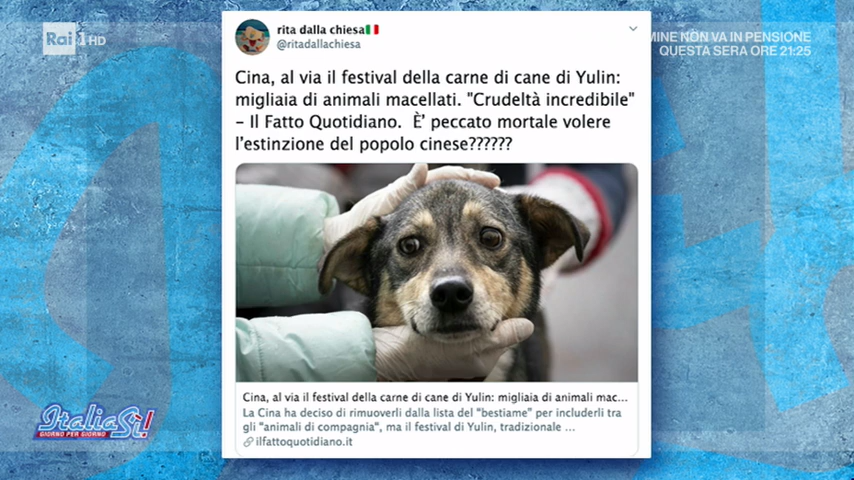 Rai 1 HD
MINE NON VA IN PENSIONE
QUESTA SERA ORE 21:25
rita dalla chiesa🇮🇹
@ritadallachiesa
Cina, al via il festival della carne di cane di Yulin:
migliaia di animali macellati. "Crudeltà incredibile"
- Il Fatto Quotidiano. È' peccato mortale volere
l'estinzione del popolo cinese??????
Cina, al via il festival della carne di cane di Yulin: migliaia di animali mac...
La Cina ha deciso di rimuoverli dalla lista del "bestiame" per includerli tra
gli "animali di compagnia", ma il festival di Yulin, tradizionale ...
ilfattoquotidiano.it
ItaliaSì!
GIORNO PER GIORNO